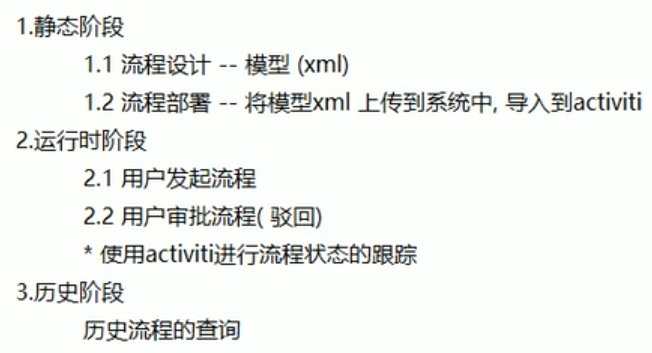 1.静态阶段
1.1 流程设计 -- 模型 (xml)
1.2 流程部署 -- 将模型xml 上传到系统中, 导入到activiti
2.运行时阶段
2.1 用户发起流程
2.2 用户审批流程( 驳回)
* 使用activiti进行流程状态的跟踪
3.历史阶段
历史流程的查询